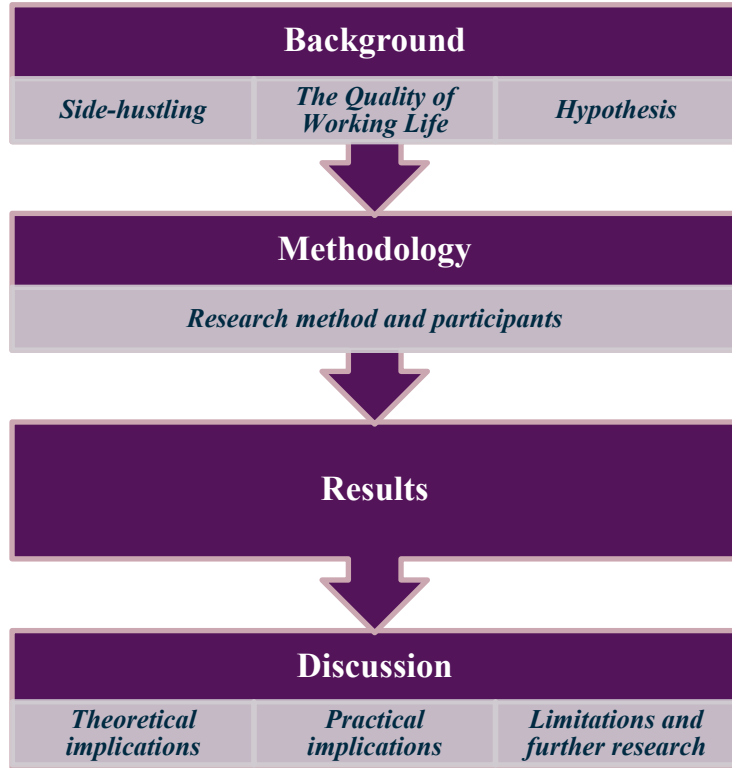 Background
Side-hustling
The Quality of
Working Life
Hypothesis
Methodology
Research method and participants
Results
Discussion
Theoretical
implications
Practical
implications
Limitations and
further research